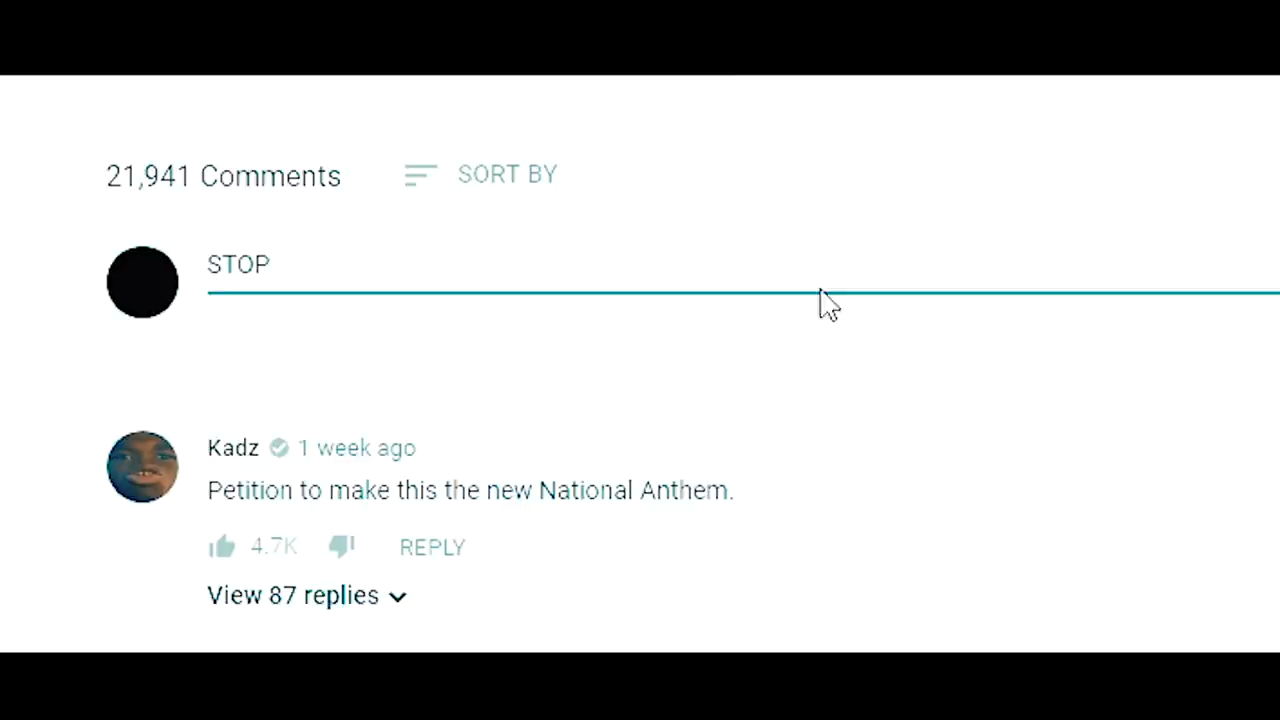 21,941 Comments SORT BY
STOP
Kadz 1 week ago
Petition to make this the new National Anthem.
4.7K REPLY
View 87 replies